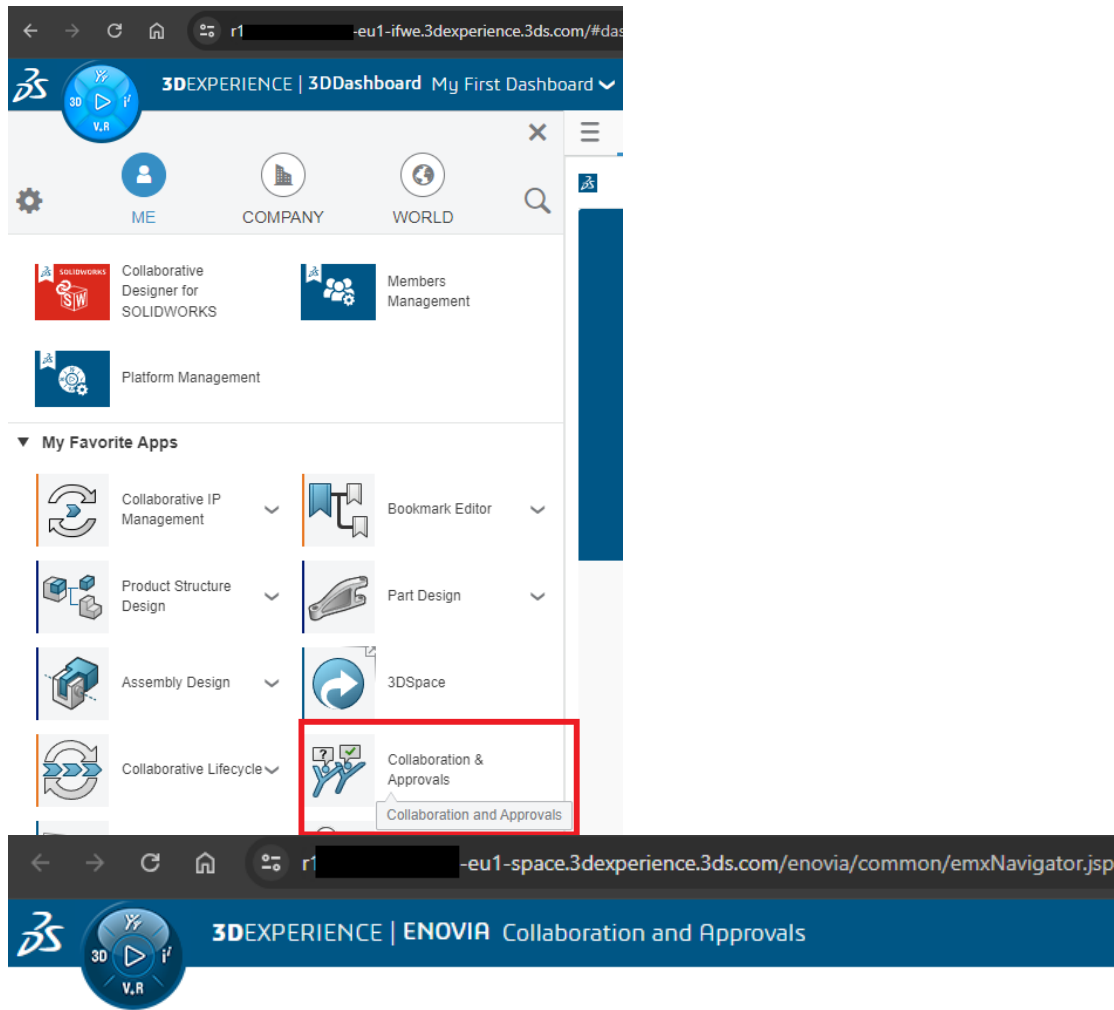 r1 -eu1-ifwe.3dexperience.3ds.com/#das
3DEXPERIENCE | 3DDashboard My First Dashboard
3D
V.R
ME
COMPANY
WORLD
SOLIDWORKS
SW
Collaborative
Designer for
SOLIDWORKS
Members
Management
Platform Management
My Favorite Apps
Collaborative IP
Management
Bookmark Editor
Product Structure
Design
Part Design
Assembly Design
3DSpace
Collaborative Lifecycle
?
Collaboration &
Approvals
Collaboration and Approvals
r1 -eu1-space.3dexperience.3ds.com/enovia/common/emxNavigator.jsp
3DEXPERIENCE | ENOVIA Collaboration and Approvals
3D
V.R